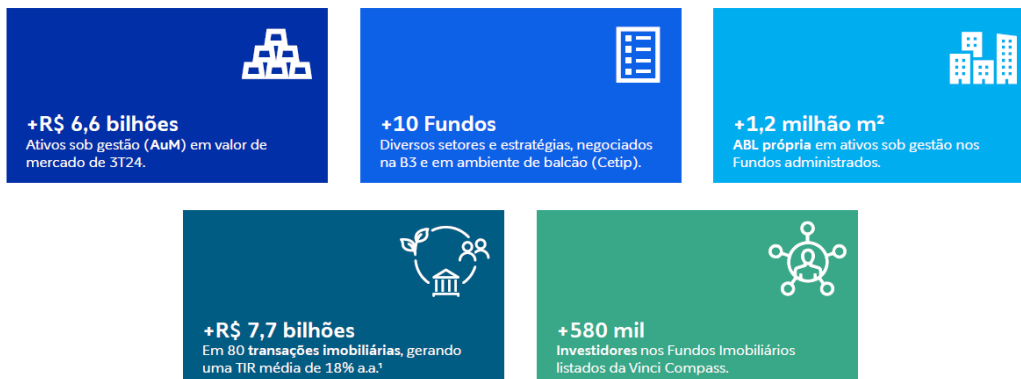 +R$ 6,6 bilhões
Ativos sob gestão (AuM) em valor de
mercado de 3T24.
+10 Fundos
Diversos setores e estratégias, negociados
na B3 e em ambiente de balcão (Cetip).
+1,2 milhão m²
ABL própria em ativos sob gestão nos
Fundos administrados.
+R$ 7,7 bilhões
Em 80 transações imobiliárias, gerando
uma TIR média de 18% a.a.¹
+580 mil
Investidores nos Fundos Imobiliários
listados da Vinci Compass.